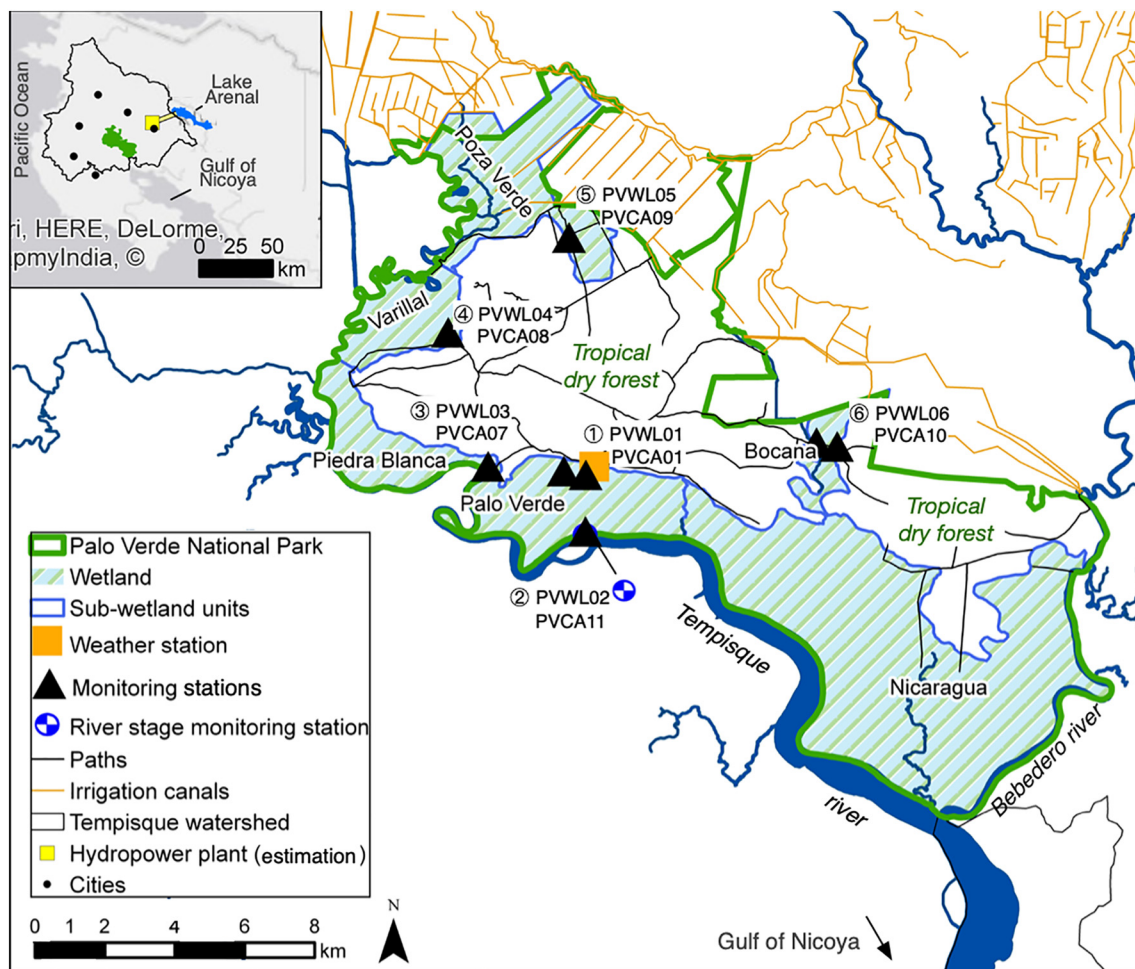 Pacific Ocean
Lake
Arenal
Gulf of
Nicoya
ri, HERE, DeLorme,
apmyIndia, ©
0 25 50
km
Poza Verde
⑤ PVWL05
PVCA09
Varillal
④ PVWL04
PVCA08
Tropical
dry forest
③ PVWL03
PVCA07
① PVWL01
PVCA01
⑥ PVWL06
PVCA10
Bocana
Piedra Blanca
Palo Verde
Tropical
dry forest
② PVWL02
PVCA11
Tempisque
river
Nicaragua
Bebedero river
Palo Verde National Park
Wetland
Sub-wetland units
Weather station
Monitoring stations
River stage monitoring station
Paths
Irrigation canals
Tempisque watershed
Hydropower plant (estimation)
Cities
0 1 2 4 6 8
km
N
Gulf of Nicoya